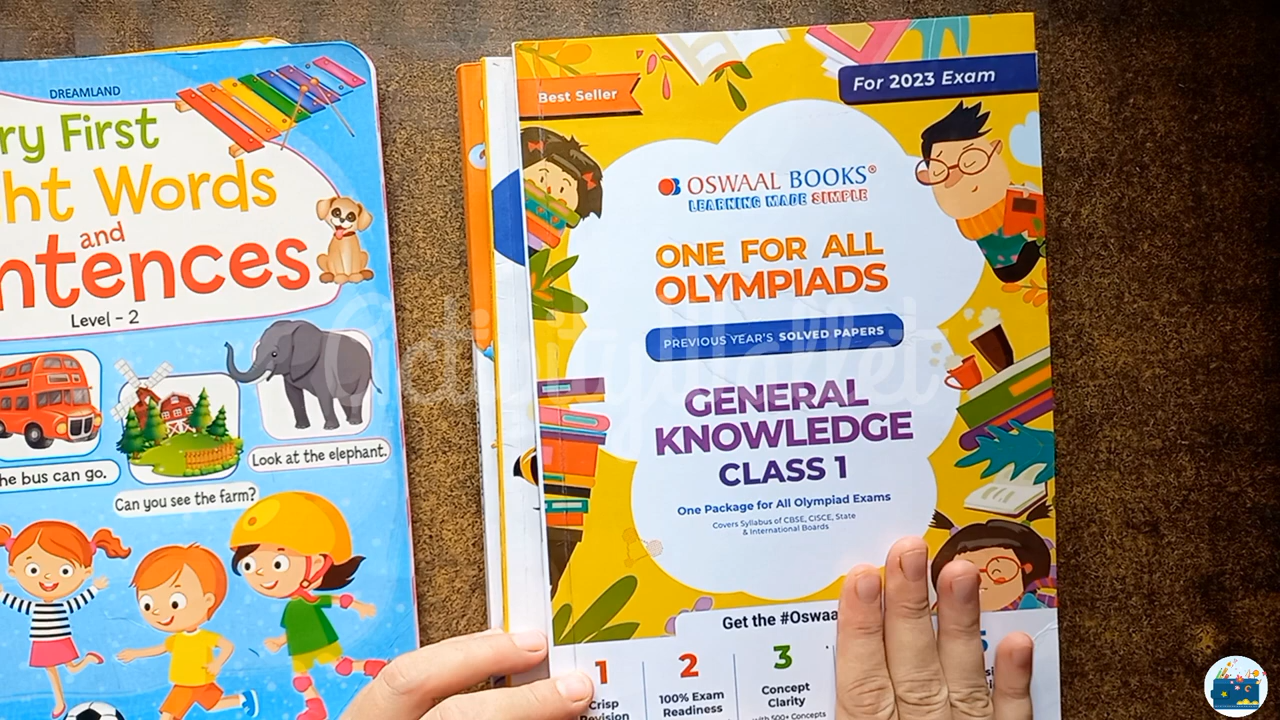 DREAMLAND
ry First
ht Words
and
ntences
Level - 2
he bus can go.
Can you see the farm?
Look at the elephant.
Best Seller
For 2023 Exam
OSWAAL BOOKS®
LEARNING MADE SIMPLE
ONE FOR ALL
OLYMPIADS
PREVIOUS YEAR'S SOLVED PAPERS
GENERAL
KNOWLEDGE
CLASS 1
One Package for All Olympiad Exams
Covers Syllabus of CBSE, CISCE, State
& International Boards
Get the #Oswaa
1
Crisp
Revision
2
100% Exam
Readiness
3
Concept
Clarity
with 500+ Concepts